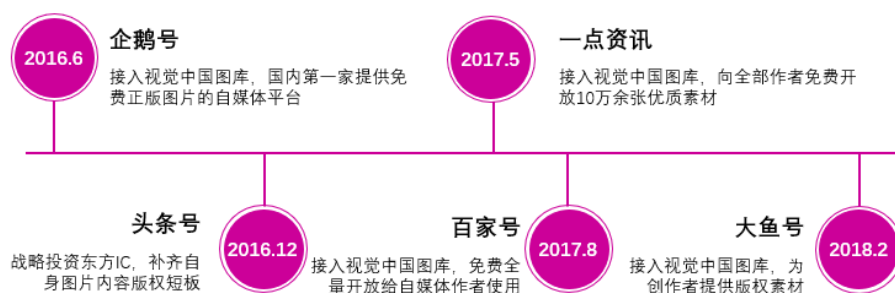 2016.6
企鹅号
接入视觉中国图库，国内第一家提供免
费正版图片的自媒体平台
2017.5
一点资讯
接入视觉中国图库，向全部作者免费开
放10万余张优质素材
头条号
战略投资东方IC，补齐自
身图片内容版权短板
2016.12
百家号
接入视觉中国图库，免费全
量开放给自媒体作者使用
2017.8
大鱼号
接入视觉中国图库，为
创作者提供版权素材
2018.2